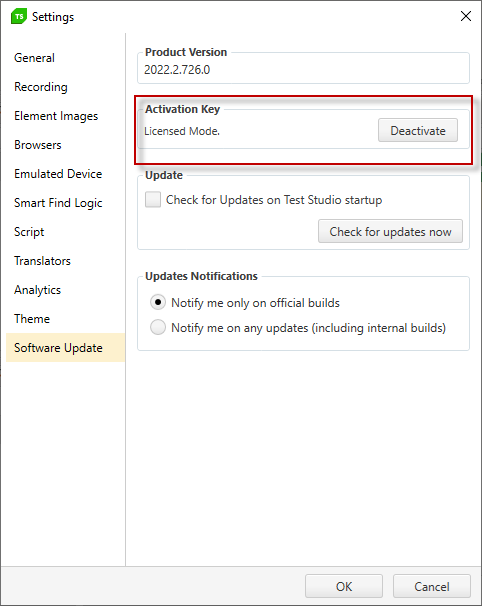 TS Settings
General
Recording
Element Images
Browsers
Emulated Device
Smart Find Logic
Script
Translators
Analytics
Theme
Software Update
Product Version
2022.2.726.0
Activation Key
Licensed Mode.
Deactivate
Update
Check for Updates on Test Studio startup
Check for updates now
Updates Notifications
Notify me only on official builds
Notify me on any updates (including internal builds)
OK
Cancel